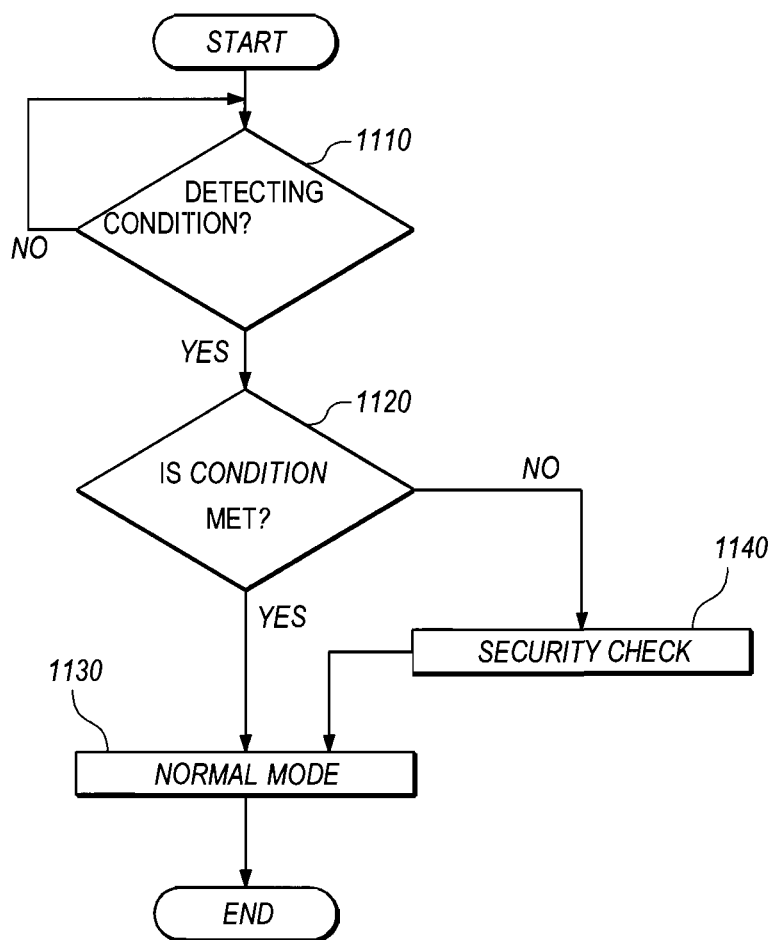 START
1110
DETECTING
CONDITION?
NO
YES
1120
IS CONDITION
MET?
NO
YES
1140
SECURITY CHECK
1130
NORMAL MODE
END